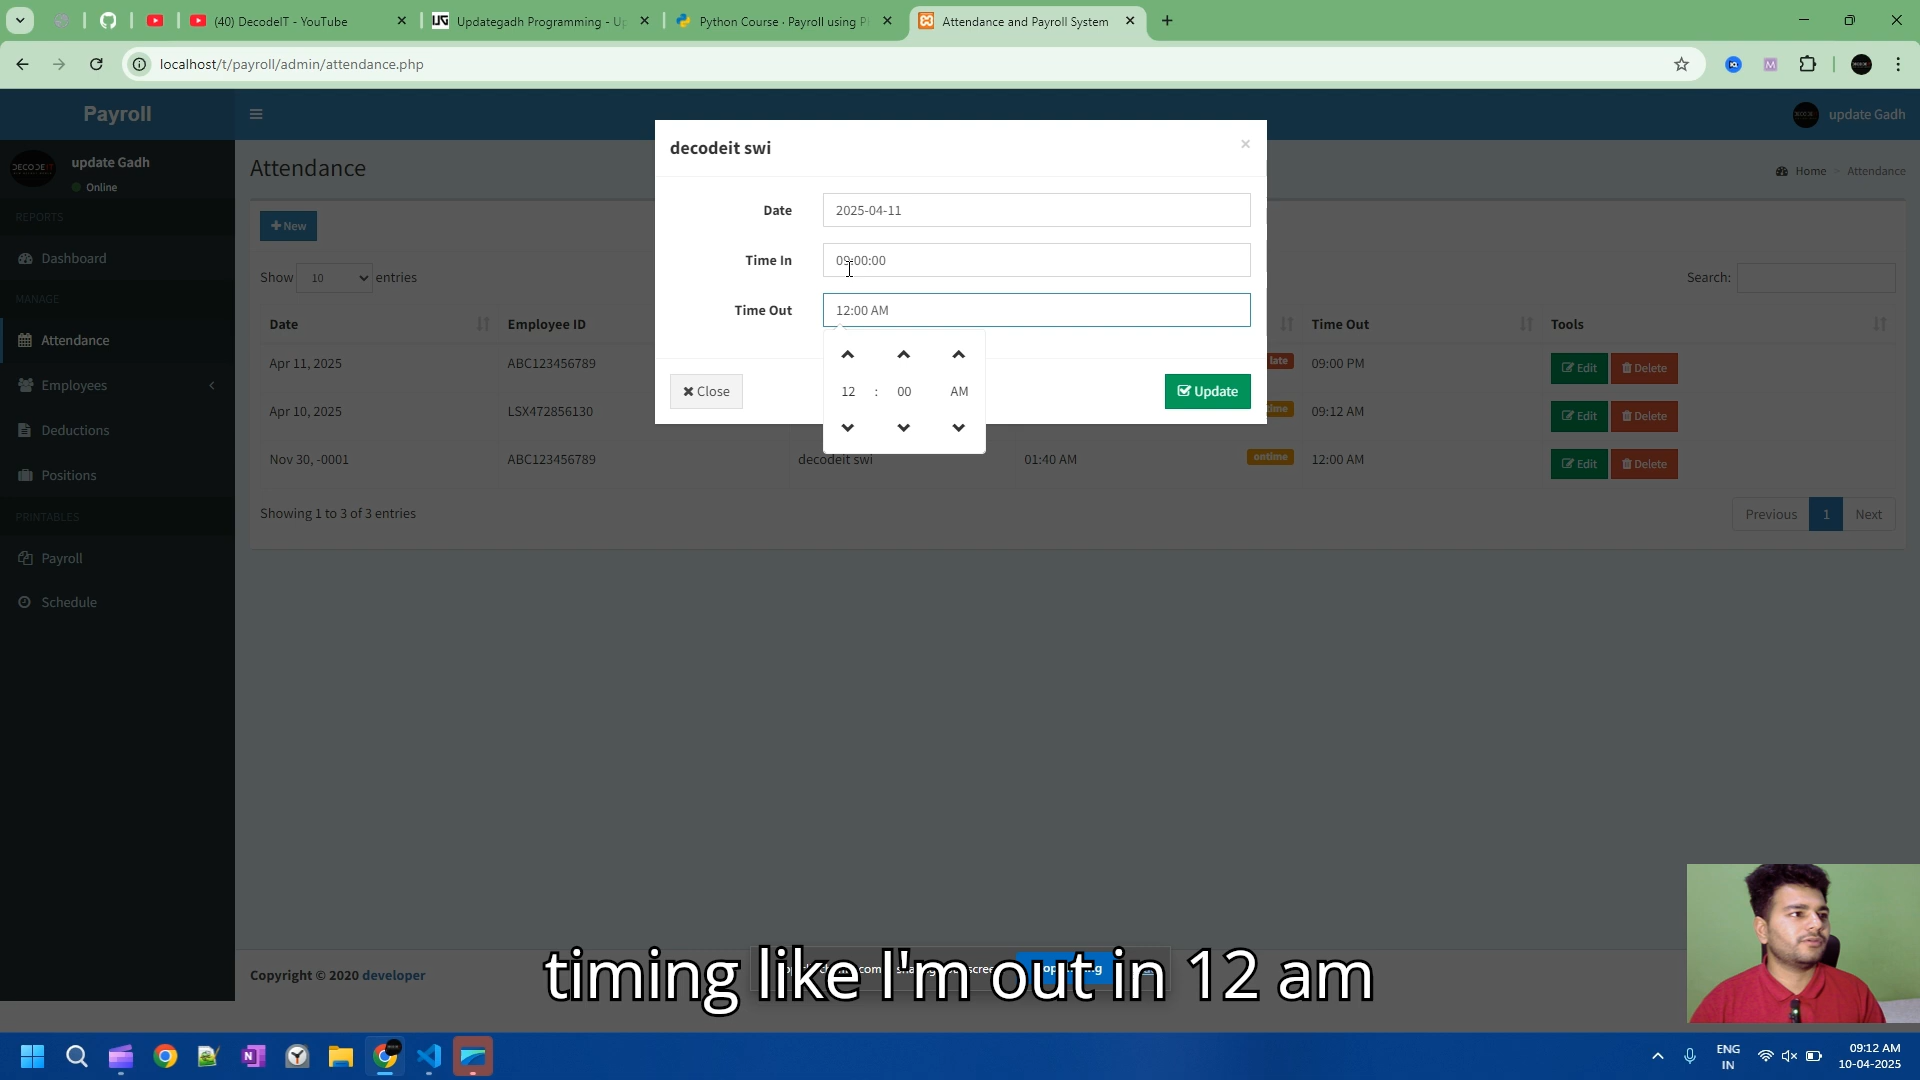 (40) DecodeIT - YouTube
Updategadh Programming - Up
Python Course · Payroll using P
Attendance and Payroll System
localhost/t/payroll/admin/attendance.php
Payroll
update Gadh
update Gadh
Online
REPORTS
Dashboard
MANAGE
Attendance
Employees
Deductions
Positions
PRINTABLES
Payroll
Schedule
Attendance
Home > Attendance
New
Show 10 entries
Search:
Date Employee ID Time Out Tools
Apr 11, 2025 ABC123456789 late 09:00 PM Edit Delete
Apr 10, 2025 LSX472856130 09:12 AM Edit Delete
Nov 30, -0001 ABC123456789 decodeit swi 01:40 AM ontime 12:00 AM Edit Delete
Showing 1 to 3 of 3 entries
Previous 1 Next
decodeit swi
Date 2025-04-11
Time In 09:00:00
Time Out 12:00 AM
12 : 00 AM
Close
Update
Copyright © 2020 developer
timing like I'm out in 12 am
ENG
IN
09:12 AM
10-04-2025